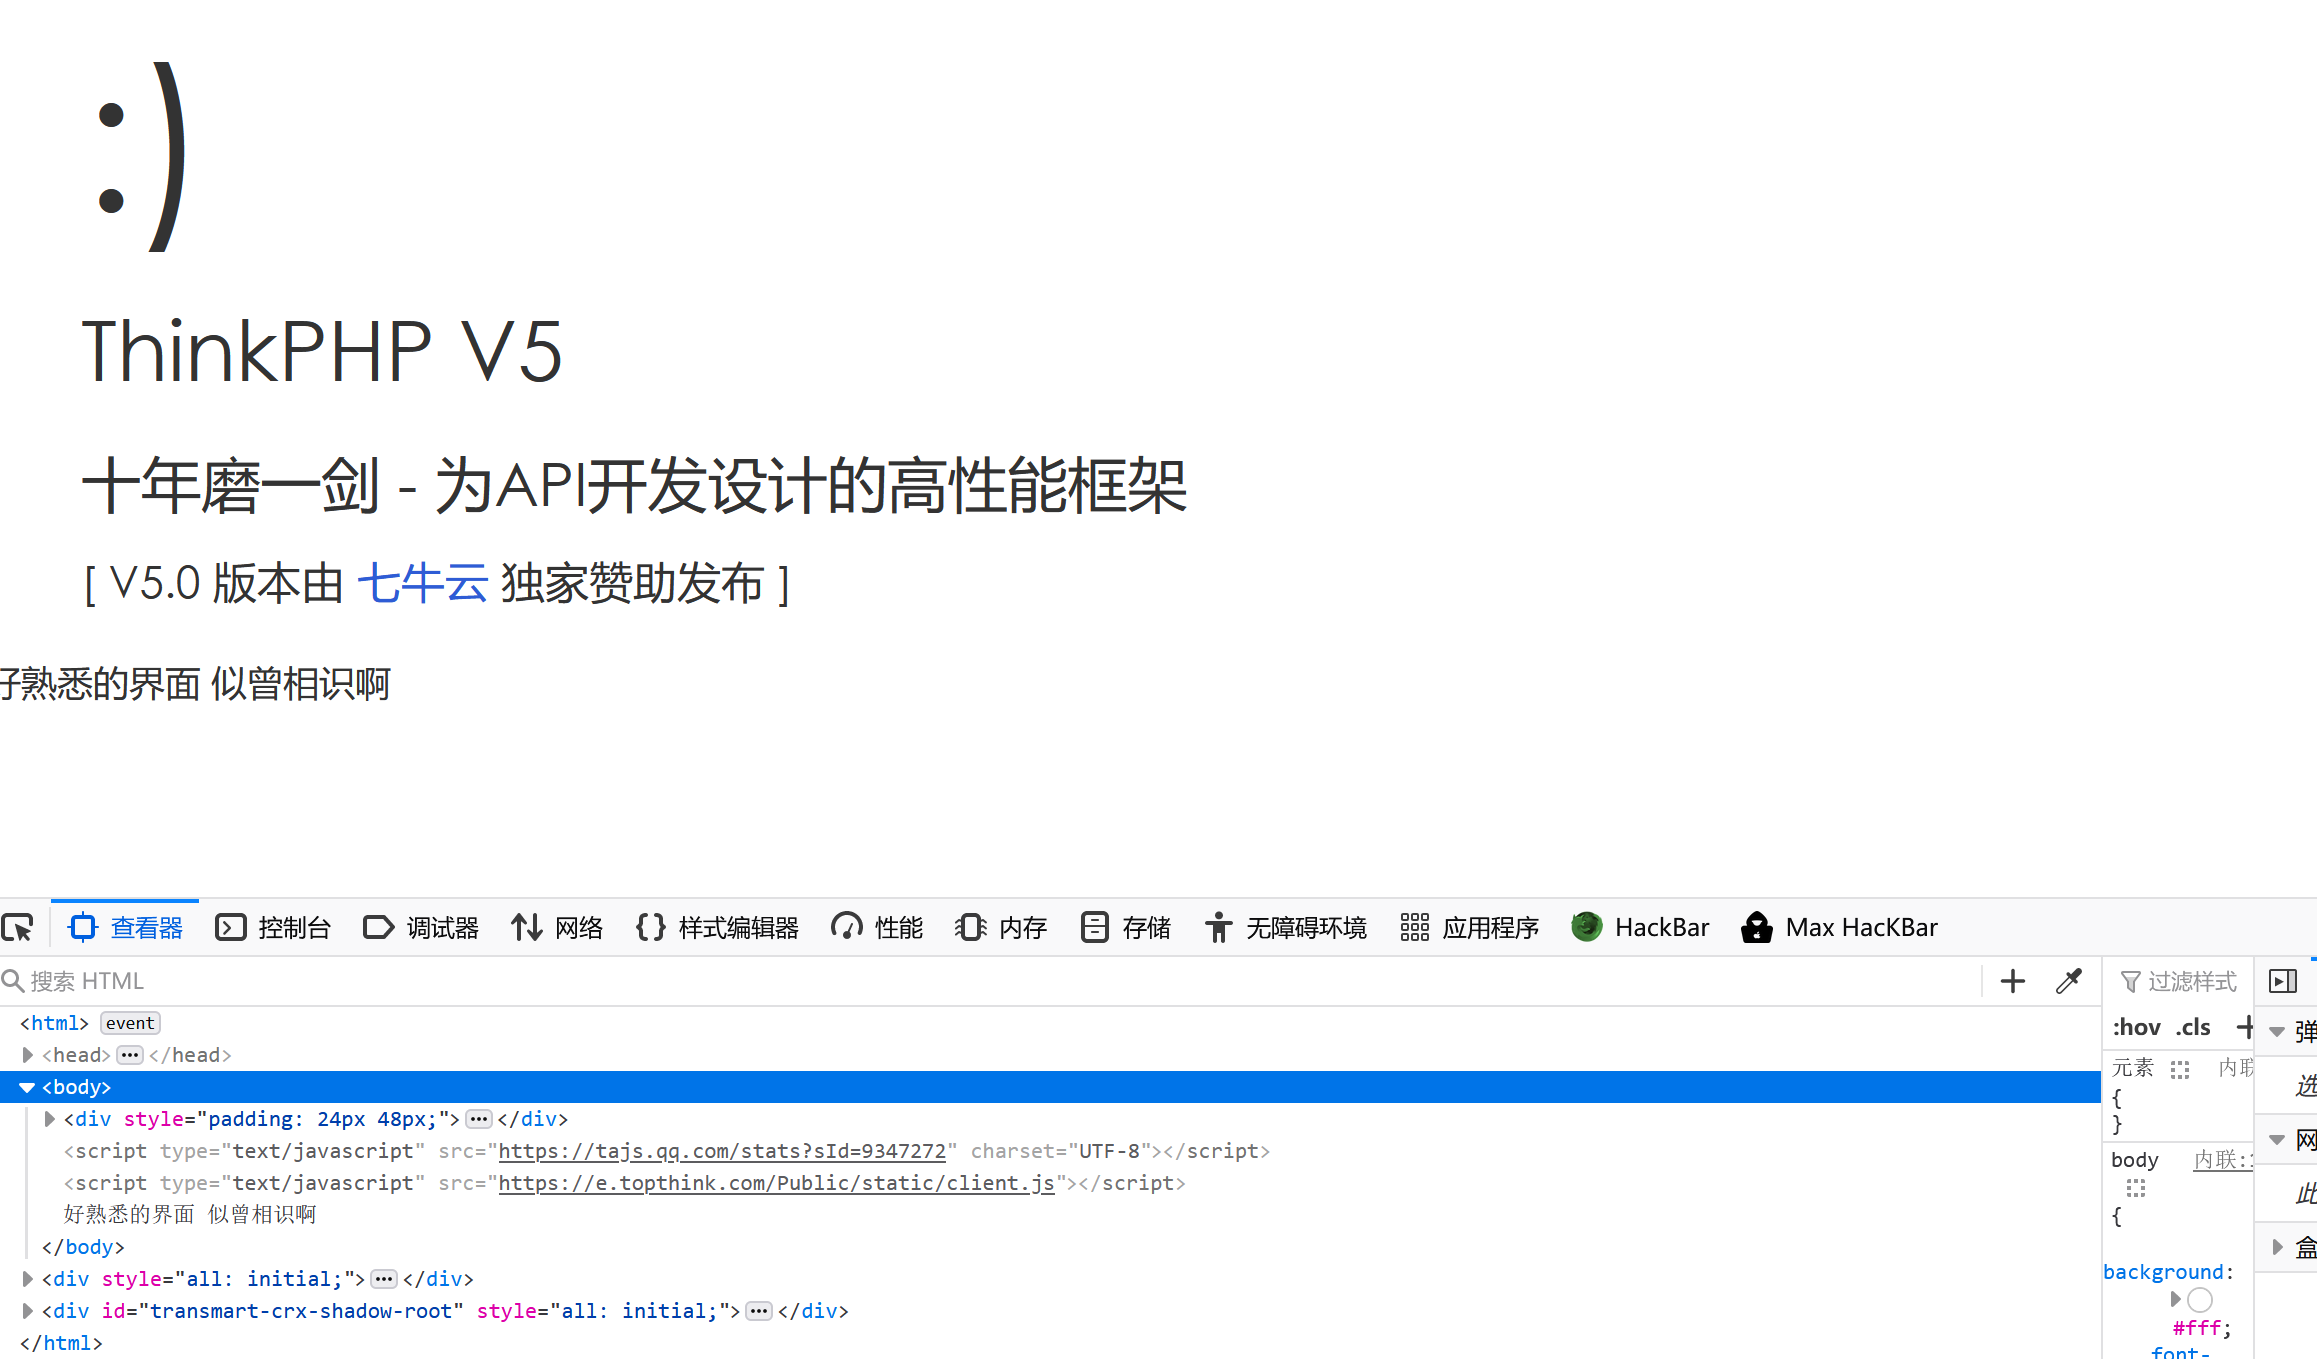 :)
ThinkPHP V5
十年磨一剑 - 为API开发设计的高性能框架
[ V5.0 版本由 七牛云 独家赞助发布 ]
好熟悉的界面 似曾相识啊
查看器 控制台 调试器 网络 样式编辑器 性能 内存 存储 无障碍环境 应用程序 HackBar Max HacKBar
搜索 HTML
<html> event
<head> ••• </head>
<body>
<div style="padding: 24px 48px;"> ••• </div>
<script type="text/javascript" src="https://tajs.qq.com/stats?sId=9347272" charset="UTF-8"></script>
<script type="text/javascript" src="https://e.topthink.com/Public/static/client.js"></script>
好熟悉的界面 似曾相识啊
</body>
<div style="all: initial;"> ••• </div>
<div id="transmart-crx-shadow-root" style="all: initial;"> ••• </div>
</html>
过滤样式
:hov .cls +
元素 内联
{
}
body 内联:
{
background:
#fff;
font-
弹
选
网
此
盒